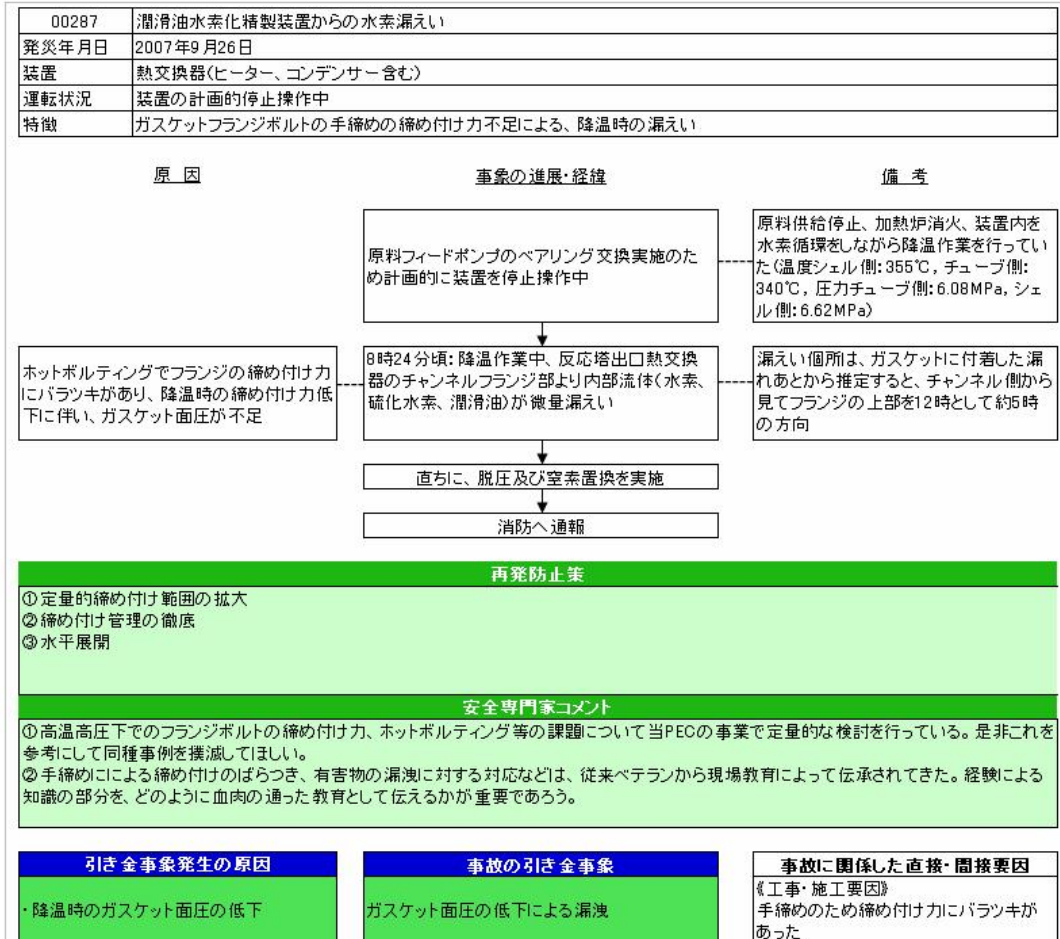 00287 潤滑油水素化精製装置からの水素漏えい
発災年月日 2007年9月26日
装置 熱交換器(ヒーター、コンデンサー含む)
運転状況 装置の計画的停止操作中
特徴 ガスケットフランジボルトの手締めの締め付け力不足による、降温時の漏えい
原 因 事象の進展・経緯 備 考
原料フィードポンプのベアリング交換実施のた
め計画的に装置を停止操作中
原料供給停止、加熱炉消火、装置内を
水素循環をしながら降温作業を行ってい
た(温度シェル側:355℃, チューブ側:
340℃, 圧力チューブ側:6.08MPa, シェ
ル側:6.62MPa)
ホットボルティングでフランジの締め付け力
にバラツキがあり、降温時の締め付け力低
下に伴い、ガスケット面圧が不足
8時24分頃:降温作業中、反応塔出口熱交換
器のチャンネルフランジ部より内部流体(水素、
硫化水素、潤滑油)が微量漏えい
漏えい個所は、ガスケットに付着した漏
れあとから推定すると、チャンネル側から
見てフランジの上部を12時として約5時
の方向
直ちに、脱圧及び窒素置換を実施
消防へ通報
再発防止策
①定量的締め付け範囲の拡大
②締め付け管理の徹底
③水平展開
安全専門家コメント
①高温高圧下でのフランジボルトの締め付け力、ホットボルティング等の課題について当PECの事業で定量的な検討を行っている。是非これを
参考にして同種事例を撲滅してほしい。
②手締めにによる締め付けのばらつき、有害物の漏洩に対する対応などは、従来ベテランから現場教育によって伝承されてきた。経験による
知識の部分を、どのように血肉の通った教育として伝えるかが重要であろう。
引き金事象発生の原因
・降温時のガスケット面圧の低下
事故の引き金事象
ガスケット面圧の低下による漏洩
事故に関係した直接・間接要因
《工事・施工要因》
手締めのため締め付け力にバラツキが
あった